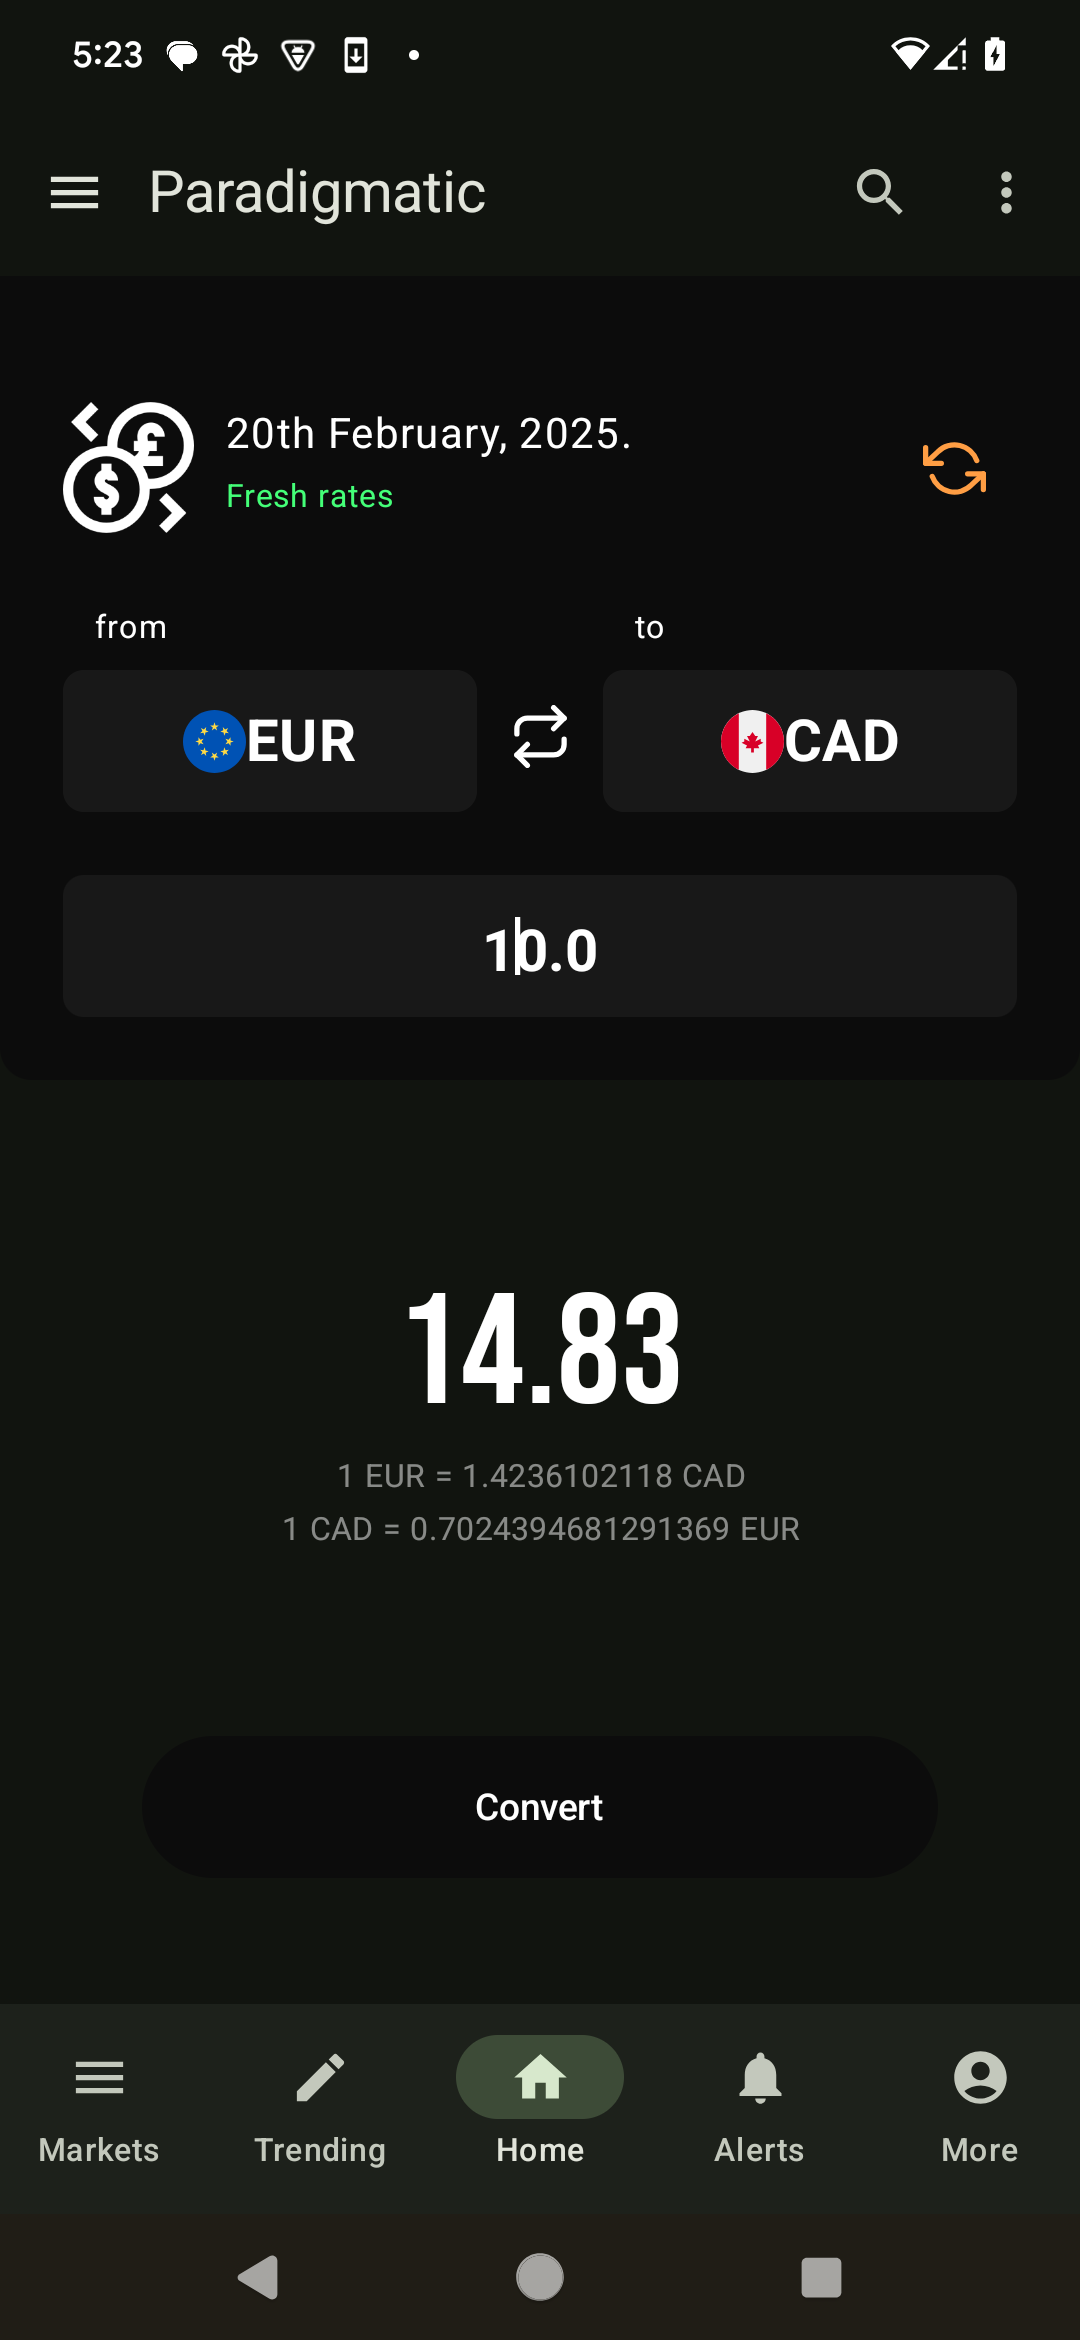 5:23
Paradigmatic
20th February, 2025.
Fresh rates
from
to
EUR
CAD
10.0
14.83
1 EUR = 1.4236102118 CAD
1 CAD = 0.7024394681291369 EUR
Convert
Markets
Trending
Home
Alerts
More